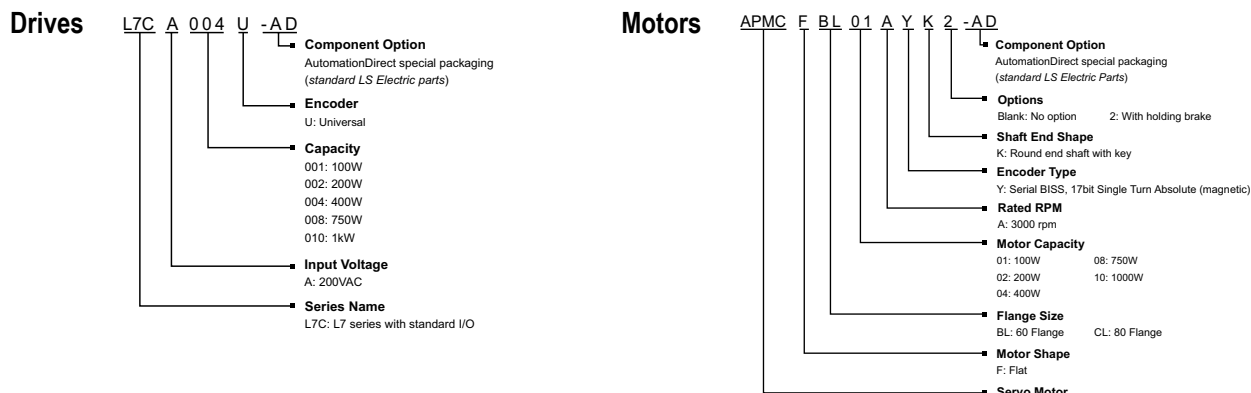 Drives
L7C A 004 U -AD
Component Option
AutomationDirect special packaging
(standard LS Electric parts)
Encoder
U: Universal
Capacity
001: 100W
002: 200W
004: 400W
008: 750W
010: 1kW
Input Voltage
A: 200VAC
Series Name
L7C: L7 series with standard I/O
Motors
APMC F BL 01 A Y K 2 -AD
Component Option
AutomationDirect special packaging
(standard LS Electric Parts)
Options
Blank: No option 2: With holding brake
Shaft End Shape
K: Round end shaft with key
Encoder Type
Y: Serial BISS, 17bit Single Turn Absolute (magnetic)
Rated RPM
A: 3000 rpm
Motor Capacity
01: 100W 08: 750W
02: 200W 10: 1000W
04: 400W
Flange Size
BL: 60 Flange CL: 80 Flange
Motor Shape
F: Flat
Servo Motor